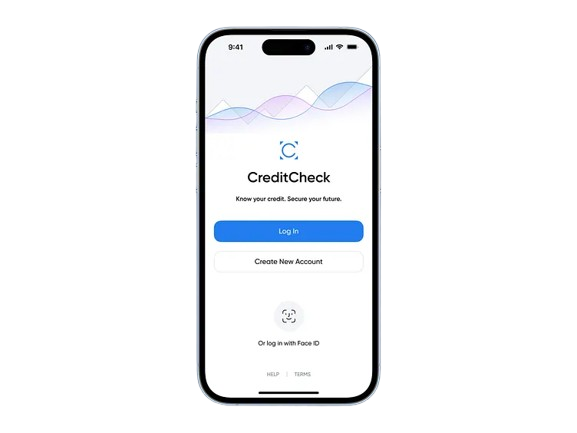 9:41
CreditCheck
Know your credit. Secure your future.
Log In
Create New Account
Or log in with Face ID
HELP | TERMS